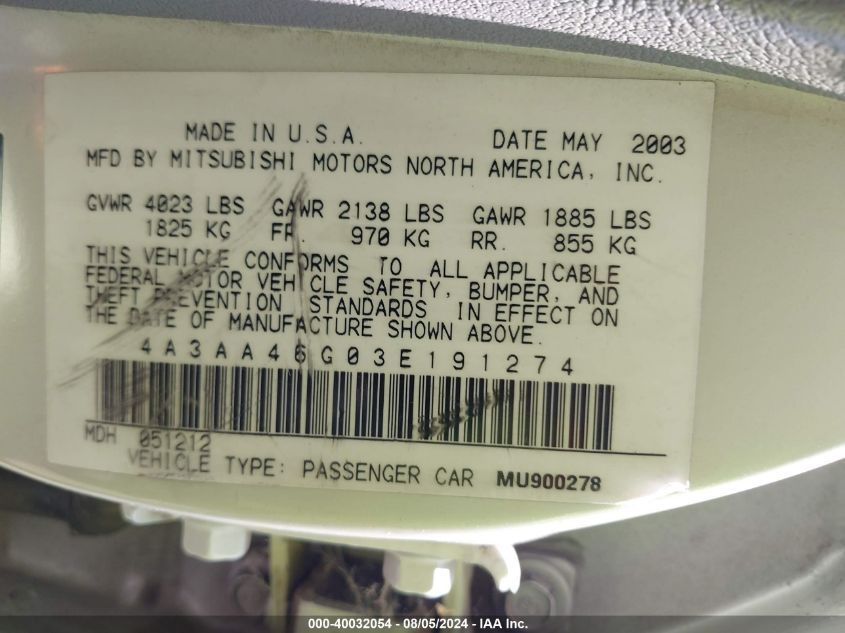 MADE IN U.S.A. DATE MAY 2003
MFD BY MITSUBISHI MOTORS NORTH AMERICA, INC.
GVWR 4023 LBS GAWR 2138 LBS GAWR 1885 LBS
1825 KG FR. 970 KG RR. 855 KG
THIS VEHICLE CONFORMS TO ALL APPLICABLE
FEDERAL MOTOR VEHICLE SAFETY, BUMPER, AND
THEFT PREVENTION STANDARDS IN EFFECT ON
THE DATE OF MANUFACTURE SHOWN ABOVE.
4A3AA46G03E191274
MDH 051212
VEHICLE TYPE: PASSENGER CAR MU900278
000-40032054 - 08/05/2024 - IAA Inc.